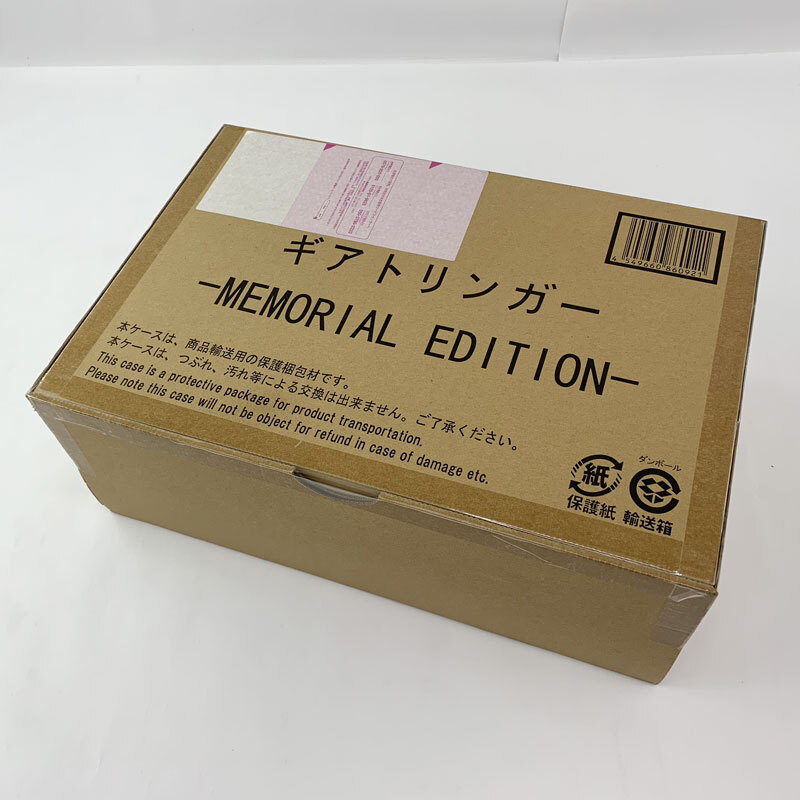 ギアトリンガー
−MEMORIAL EDITION−
4 549660 860921
本ケースは、商品輸送用の保護梱包材です。
本ケースは、つぶれ、汚れ等による交換は出来ません。ご了承ください。
This case is a protective package for product transportation.
Please note this case will not be object for refund in case of damage etc.
紙
保護紙
ダンボール
輸送箱